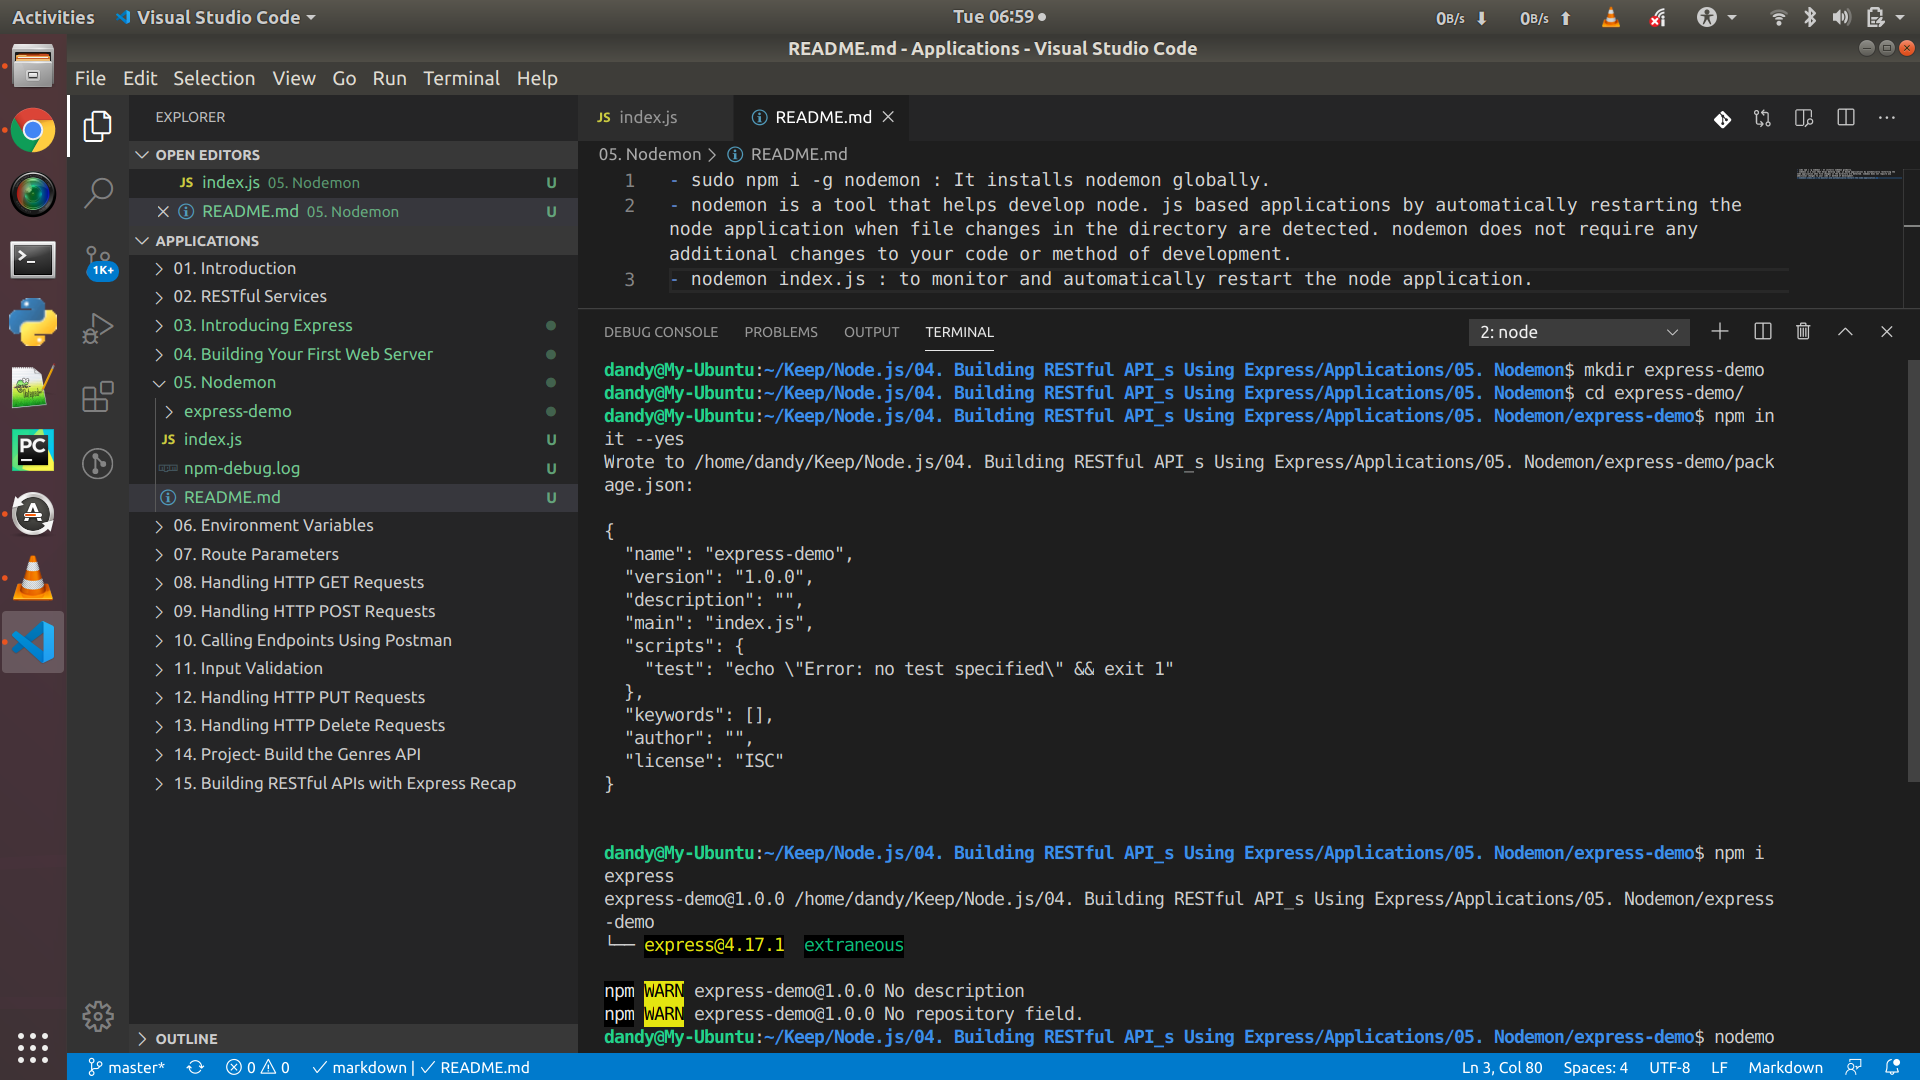 Activities
Visual Studio Code
Tue 06:59
0B/s
0B/s
README.md - Applications - Visual Studio Code
File Edit Selection View Go Run Terminal Help
EXPLORER
OPEN EDITORS
JS index.js 05. Nodemon U
README.md 05. Nodemon U
APPLICATIONS
01. Introduction
02. RESTful Services
03. Introducing Express
04. Building Your First Web Server
05. Nodemon
express-demo
JS index.js U
npm-debug.log U
README.md U
06. Environment Variables
07. Route Parameters
08. Handling HTTP GET Requests
09. Handling HTTP POST Requests
10. Calling Endpoints Using Postman
11. Input Validation
12. Handling HTTP PUT Requests
13. Handling HTTP Delete Requests
14. Project- Build the Genres API
15. Building RESTful APIs with Express Recap
OUTLINE
1K+
PC
JS index.js
README.md
05. Nodemon > README.md
1 - sudo npm i -g nodemon : It installs nodemon globally.
2 - nodemon is a tool that helps develop node. js based applications by automatically restarting the
node application when file changes in the directory are detected. nodemon does not require any
additional changes to your code or method of development.
3 - nodemon index.js : to monitor and automatically restart the node application.
DEBUG CONSOLE PROBLEMS OUTPUT TERMINAL
2: node
dandy@My-Ubuntu:~/Keep/Node.js/04. Building RESTful API_s Using Express/Applications/05. Nodemon$ mkdir express-demo
dandy@My-Ubuntu:~/Keep/Node.js/04. Building RESTful API_s Using Express/Applications/05. Nodemon$ cd express-demo/
dandy@My-Ubuntu:~/Keep/Node.js/04. Building RESTful API_s Using Express/Applications/05. Nodemon/express-demo$ npm in
it --yes
Wrote to /home/dandy/Keep/Node.js/04. Building RESTful API_s Using Express/Applications/05. Nodemon/express-demo/pack
age.json:
{
"name": "express-demo",
"version": "1.0.0",
"description": "",
"main": "index.js",
"scripts": {
"test": "echo \"Error: no test specified\" && exit 1"
},
"keywords": [],
"author": "",
"license": "ISC"
}
dandy@My-Ubuntu:~/Keep/Node.js/04. Building RESTful API_s Using Express/Applications/05. Nodemon/express-demo$ npm i
express
express-demo@1.0.0 /home/dandy/Keep/Node.js/04. Building RESTful API_s Using Express/Applications/05. Nodemon/express
-demo
└── express@4.17.1 extraneous
npm WARN express-demo@1.0.0 No description
npm WARN express-demo@1.0.0 No repository field.
dandy@My-Ubuntu:~/Keep/Node.js/04. Building RESTful API_s Using Express/Applications/05. Nodemon/express-demo$ nodemo
master* 0 0 markdown | README.md
Ln 3, Col 80 Spaces: 4 UTF-8 LF Markdown